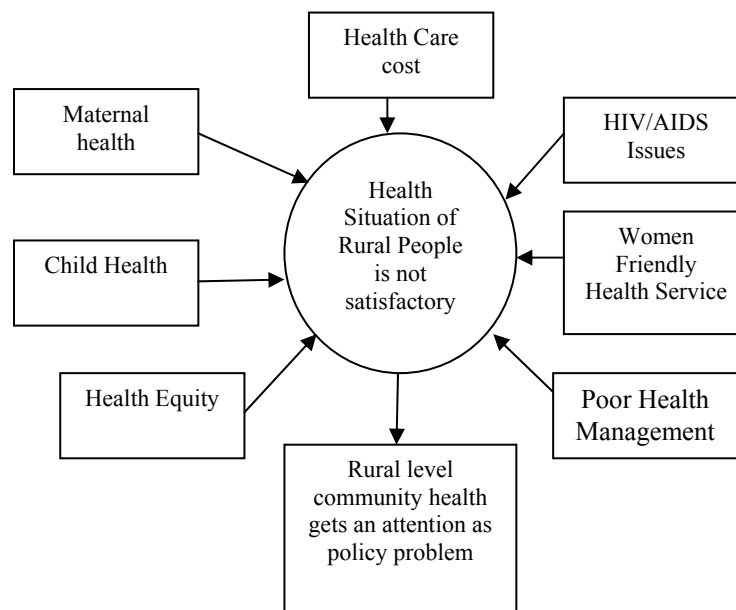 Health Care
cost
Maternal
health
HIV/AIDS
Issues
Health
Situation of
Rural People
is not
satisfactory
Women
Friendly
Health Service
Child Health
Health Equity
Poor Health
Management
Rural level
community health
gets an attention as
policy problem